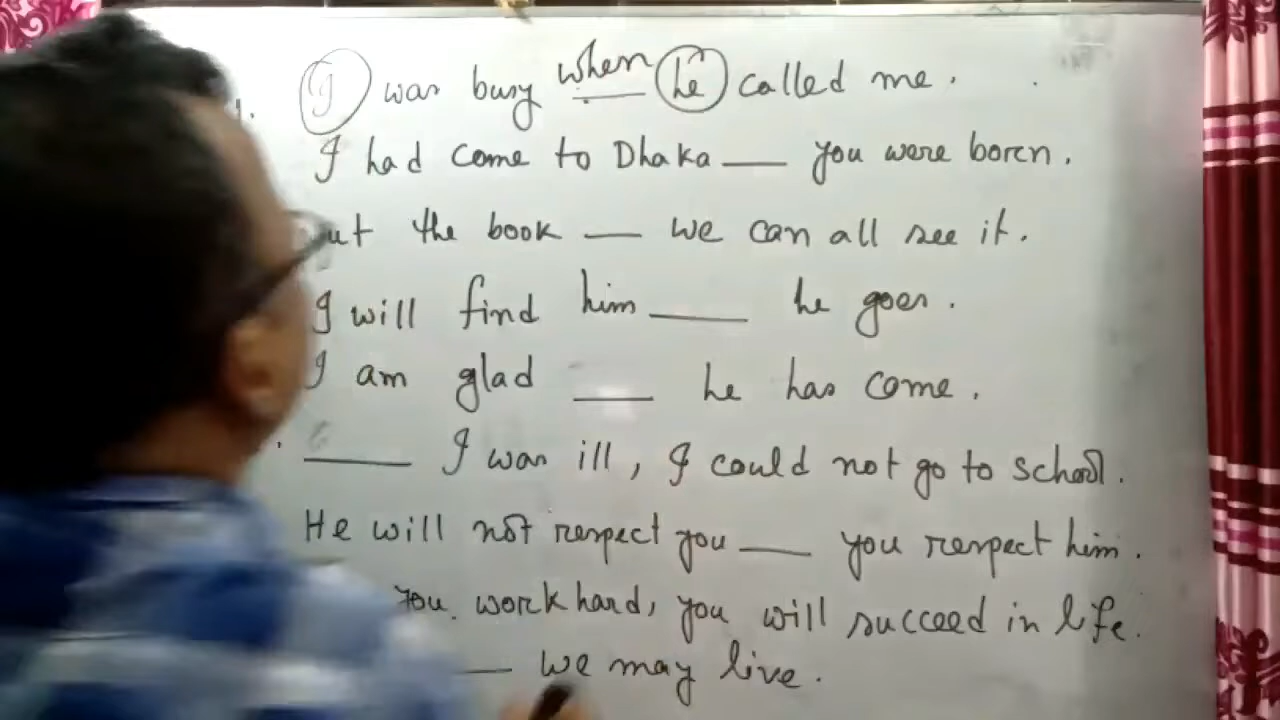 I was busy when he called me.
I had come to Dhaka ___ you were born.
ut the book ___ we can all see it.
I will find him ___ he goes.
I am glad ___ he has come.
___ I was ill, I could not go to school.
He will not respect you ___ you respect him.
You work hard, you will succeed in life.
___ we may live.